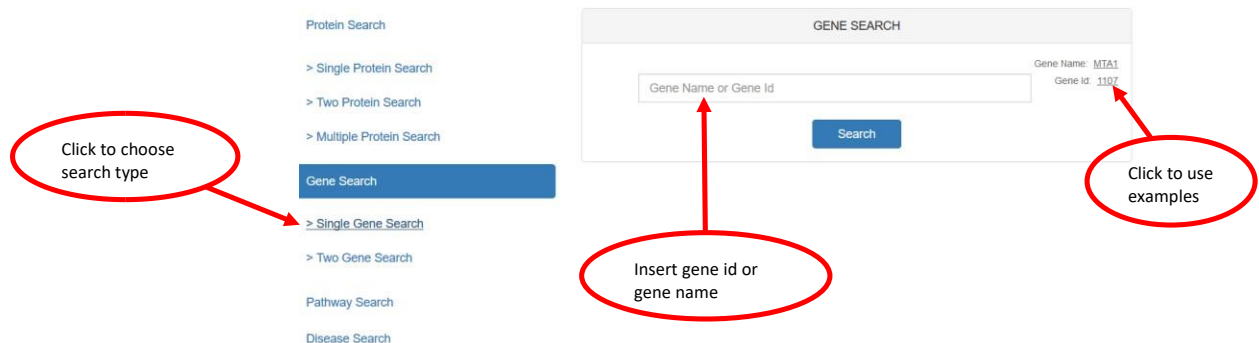 Protein Search
> Single Protein Search
> Two Protein Search
> Multiple Protein Search
Gene Search
> Single Gene Search
> Two Gene Search
Pathway Search
Disease Search
Click to choose
search type
GENE SEARCH
Gene Name: MTA1
Gene Id: 1107
Gene Name or Gene Id
Search
Insert gene id or
gene name
Click to use
examples